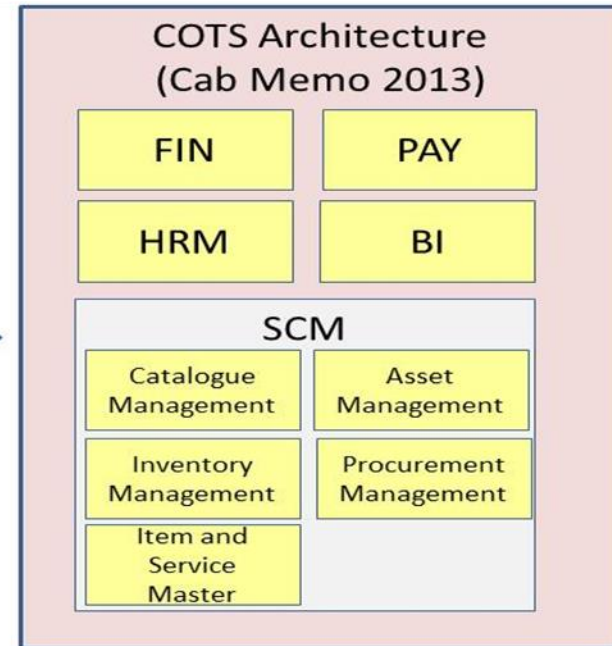 COTS Architecture
(Cab Memo 2013)
FIN
PAY
HRM
BI
SCM
Catalogue
Management
Asset
Management
Inventory
Management
Procurement
Management
Item and
Service
Master